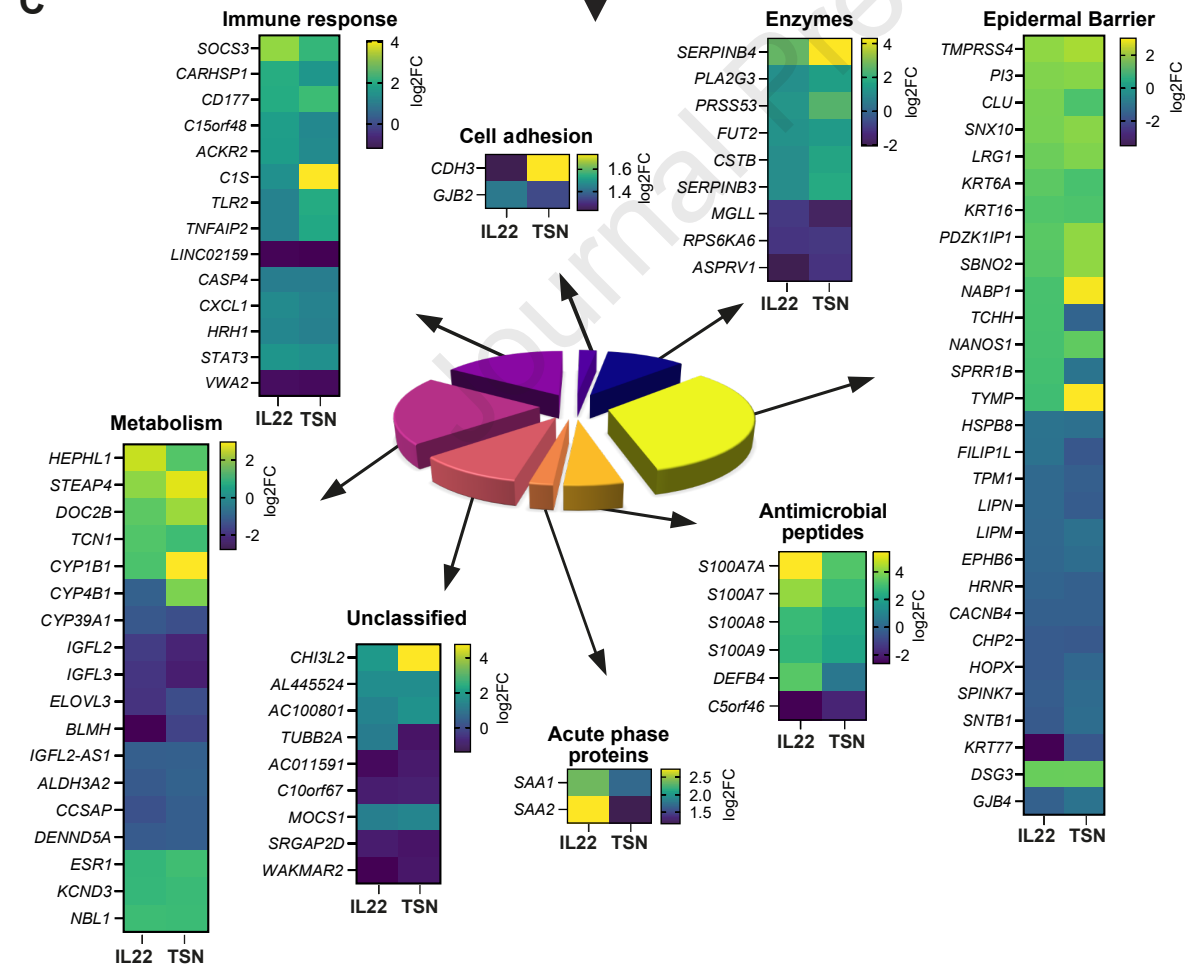 C
Immune response
SOCS3
CARHSP1
CD177
C15orf48
ACKR2
C1S
TLR2
TNFAIP2
LINC02159
CASP4
CXCL1
HRH1
STAT3
VWA2
IL22 TSN
4
2
0
log2FC
Cell adhesion
CDH3
GJB2
IL22 TSN
1.6
1.4
log2FC
Enzymes
SERPINB4
PLA2G3
PRSS53
FUT2
CSTB
SERPINB3
MGLL
RPS6KA6
ASPRV1
IL22 TSN
4
2
0
-2
log2FC
Epidermal Barrier
TMPRSS4
PI3
CLU
SNX10
LRG1
KRT6A
KRT16
PDZK1IP1
SBNO2
NABP1
TCHH
NANOS1
SPRR1B
TYMP
HSPB8
FILIP1L
TPM1
LIPN
LIPM
EPHB6
HRNR
CACNB4
CHP2
HOPX
SPINK7
SNTB1
KRT77
DSG3
GJB4
IL22 TSN
2
0
-2
log2FC
Metabolism
HEPHL1
STEAP4
DOC2B
TCN1
CYP1B1
CYP4B1
CYP39A1
IGFL2
IGFL3
ELOVL3
BLMH
IGFL2-AS1
ALDH3A2
CCSAP
DENND5A
ESR1
KCND3
NBL1
IL22 TSN
2
0
-2
log2FC
Unclassified
CHI3L2
AL445524
AC100801
TUBB2A
AC011591
C10orf67
MOCS1
SRGAP2D
WAKMAR2
IL22 TSN
4
2
0
log2FC
Acute phase
proteins
SAA1
SAA2
IL22 TSN
2.5
2.0
1.5
log2FC
Antimicrobial
peptides
S100A7A
S100A7
S100A8
S100A9
DEFB4
C5orf46
IL22 TSN
4
2
0
-2
log2FC
Journal Pre